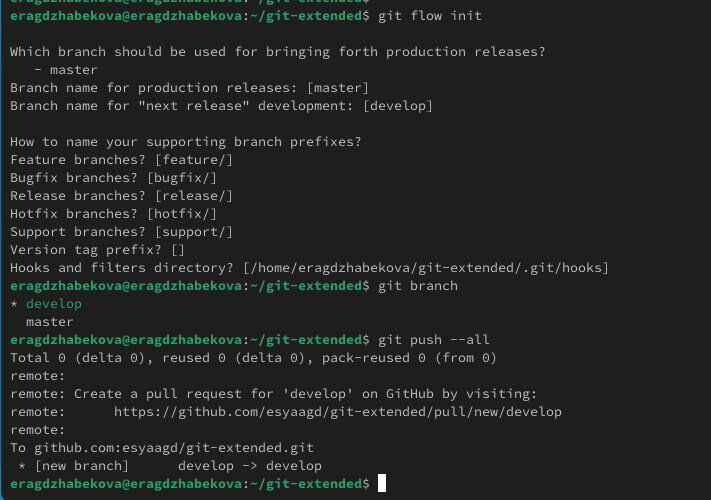 eragdzhabekova@eragdzhabekova:~/git-extended$ git flow init
Which branch should be used for bringing forth production releases?
   - master
Branch name for production releases: [master]
Branch name for "next release" development: [develop]
How to name your supporting branch prefixes?
Feature branches? [feature/]
Bugfix branches? [bugfix/]
Release branches? [release/]
Hotfix branches? [hotfix/]
Support branches? [support/]
Version tag prefix? []
Hooks and filters directory? [/home/eragdzhabekova/git-extended/.git/hooks]
eragdzhabekova@eragdzhabekova:~/git-extended$ git branch
* develop
  master
eragdzhabekova@eragdzhabekova:~/git-extended$ git push --all
Total 0 (delta 0), reused 0 (delta 0), pack-reused 0 (from 0)
remote:
remote: Create a pull request for 'develop' on GitHub by visiting:
remote:      https://github.com/esyaagd/git-extended/pull/new/develop
remote:
To github.com:esyaagd/git-extended.git
 * [new branch]      develop -> develop
eragdzhabekova@eragdzhabekova:~/git-extended$